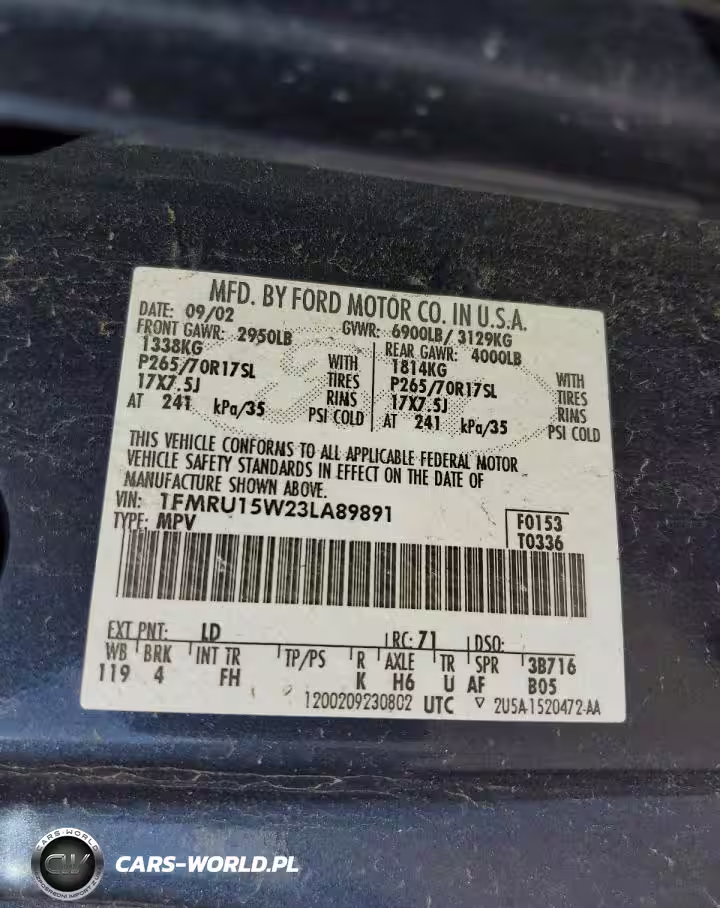 MFD. BY FORD MOTOR CO. IN U.S.A.
DATE: 09/02 GVWR: 6900LB/ 3129KG
FRONT GAWR: 2950LB REAR GAWR: 4000LB
1338KG WITH 1814KG WITH
P265/70R17SL TIRES P265/70R17SL TIRES
17X7.5J RIMS 17X7.5J RIMS
AT 241 kPa/35 PSI COLD AT 241 kPa/35 PSI COLD
THIS VEHICLE CONFORMS TO ALL APPLICABLE FEDERAL MOTOR
VEHICLE SAFETY STANDARDS IN EFFECT ON THE DATE OF
MANUFACTURE SHOWN ABOVE.
VIN: 1FMRU15W23LA89891 F0153
TYPE: MPV T0336
EXT PNT: LD RC: 71 DSO:
WB BRK INT TR TP/PS R AXLE TR SPR 3B716
119 4 FH K H6 U AF B05
1200209230802 UTC ▽ 2U5A-1520472-AA
CARS-WORLD
CW
CARS-WORLD.PL